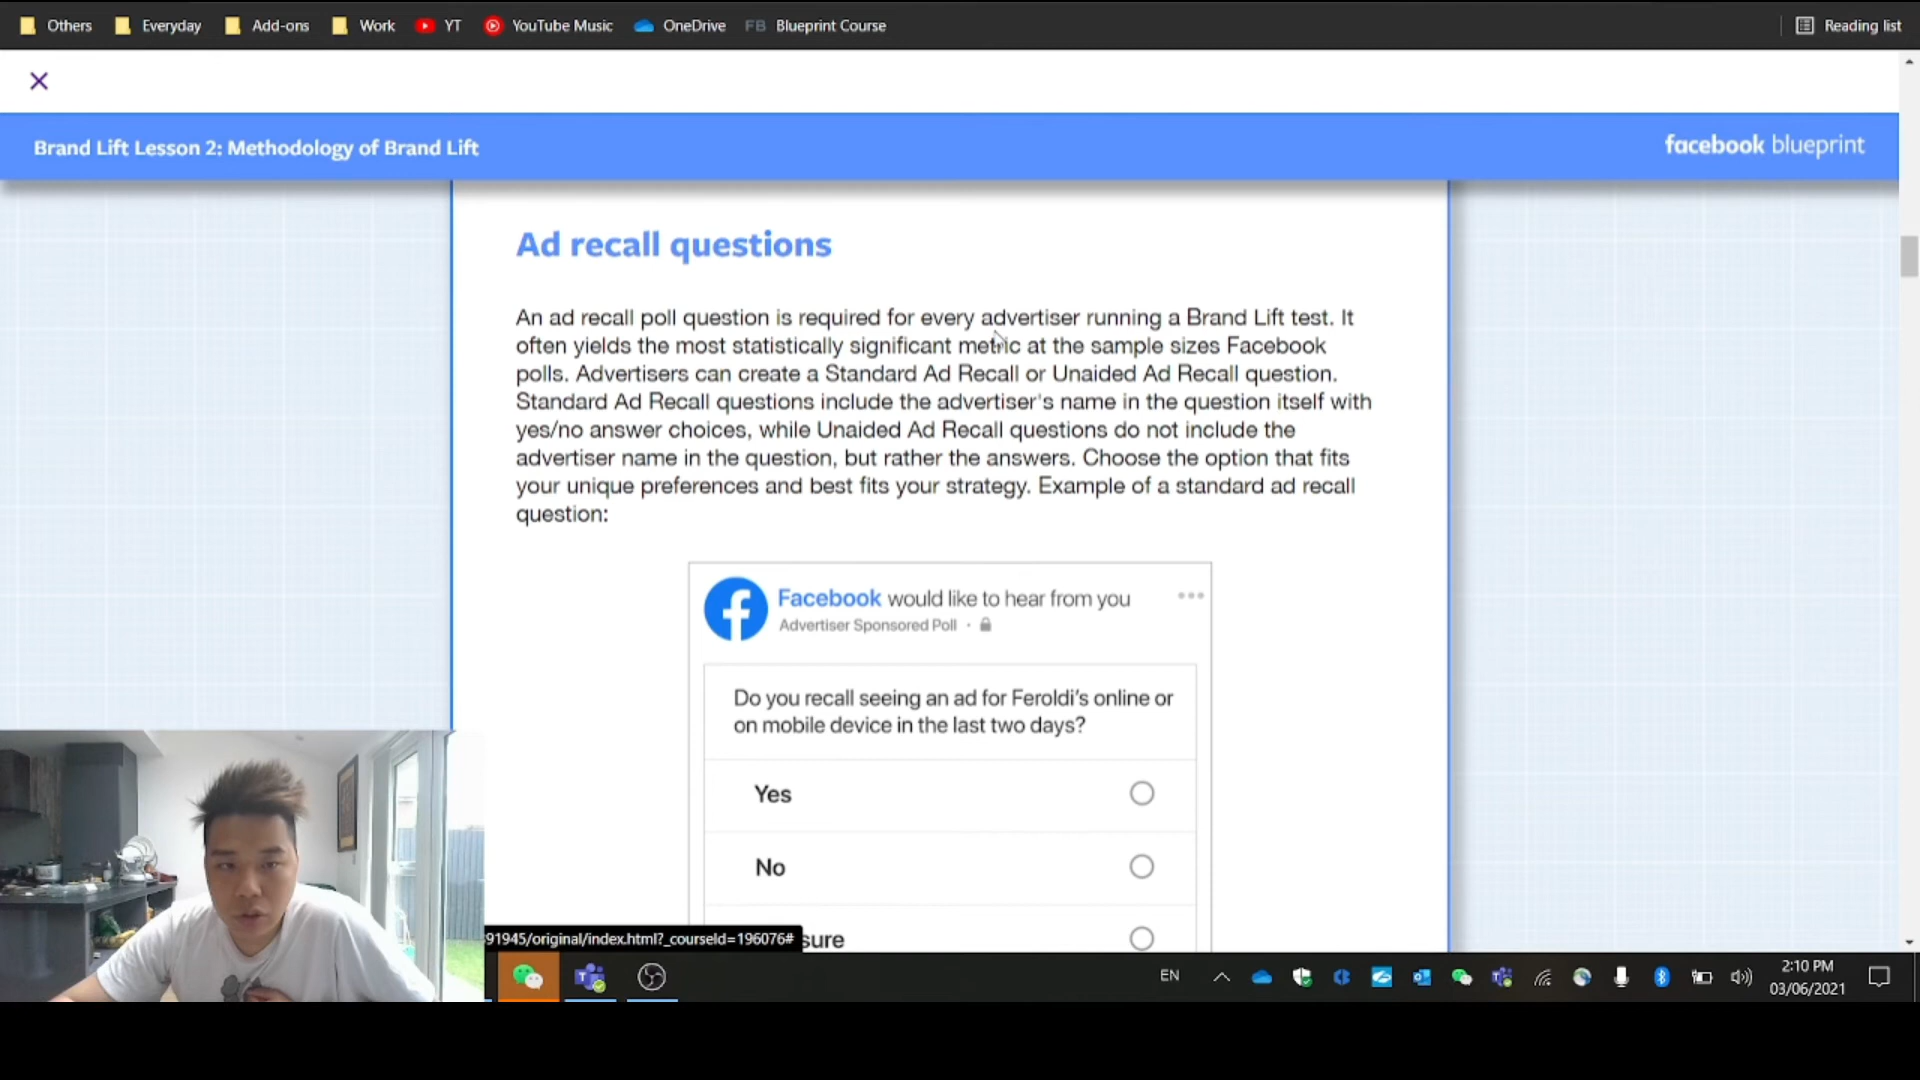 Others Everyday Add-ons Work YT YouTube Music OneDrive FB Blueprint Course Reading list
Brand Lift Lesson 2: Methodology of Brand Lift
facebook blueprint
Ad recall questions
An ad recall poll question is required for every advertiser running a Brand Lift test. It
often yields the most statistically significant metric at the sample sizes Facebook
polls. Advertisers can create a Standard Ad Recall or Unaided Ad Recall question.
Standard Ad Recall questions include the advertiser's name in the question itself with
yes/no answer choices, while Unaided Ad Recall questions do not include the
advertiser name in the question, but rather the answers. Choose the option that fits
your unique preferences and best fits your strategy. Example of a standard ad recall
question:
Facebook would like to hear from you
Advertiser Sponsored Poll ·
Do you recall seeing an ad for Feroldi's online or
on mobile device in the last two days?
Yes
No
sure
91945/original/index.html?_courseId=196076#
EN
2:10 PM
03/06/2021